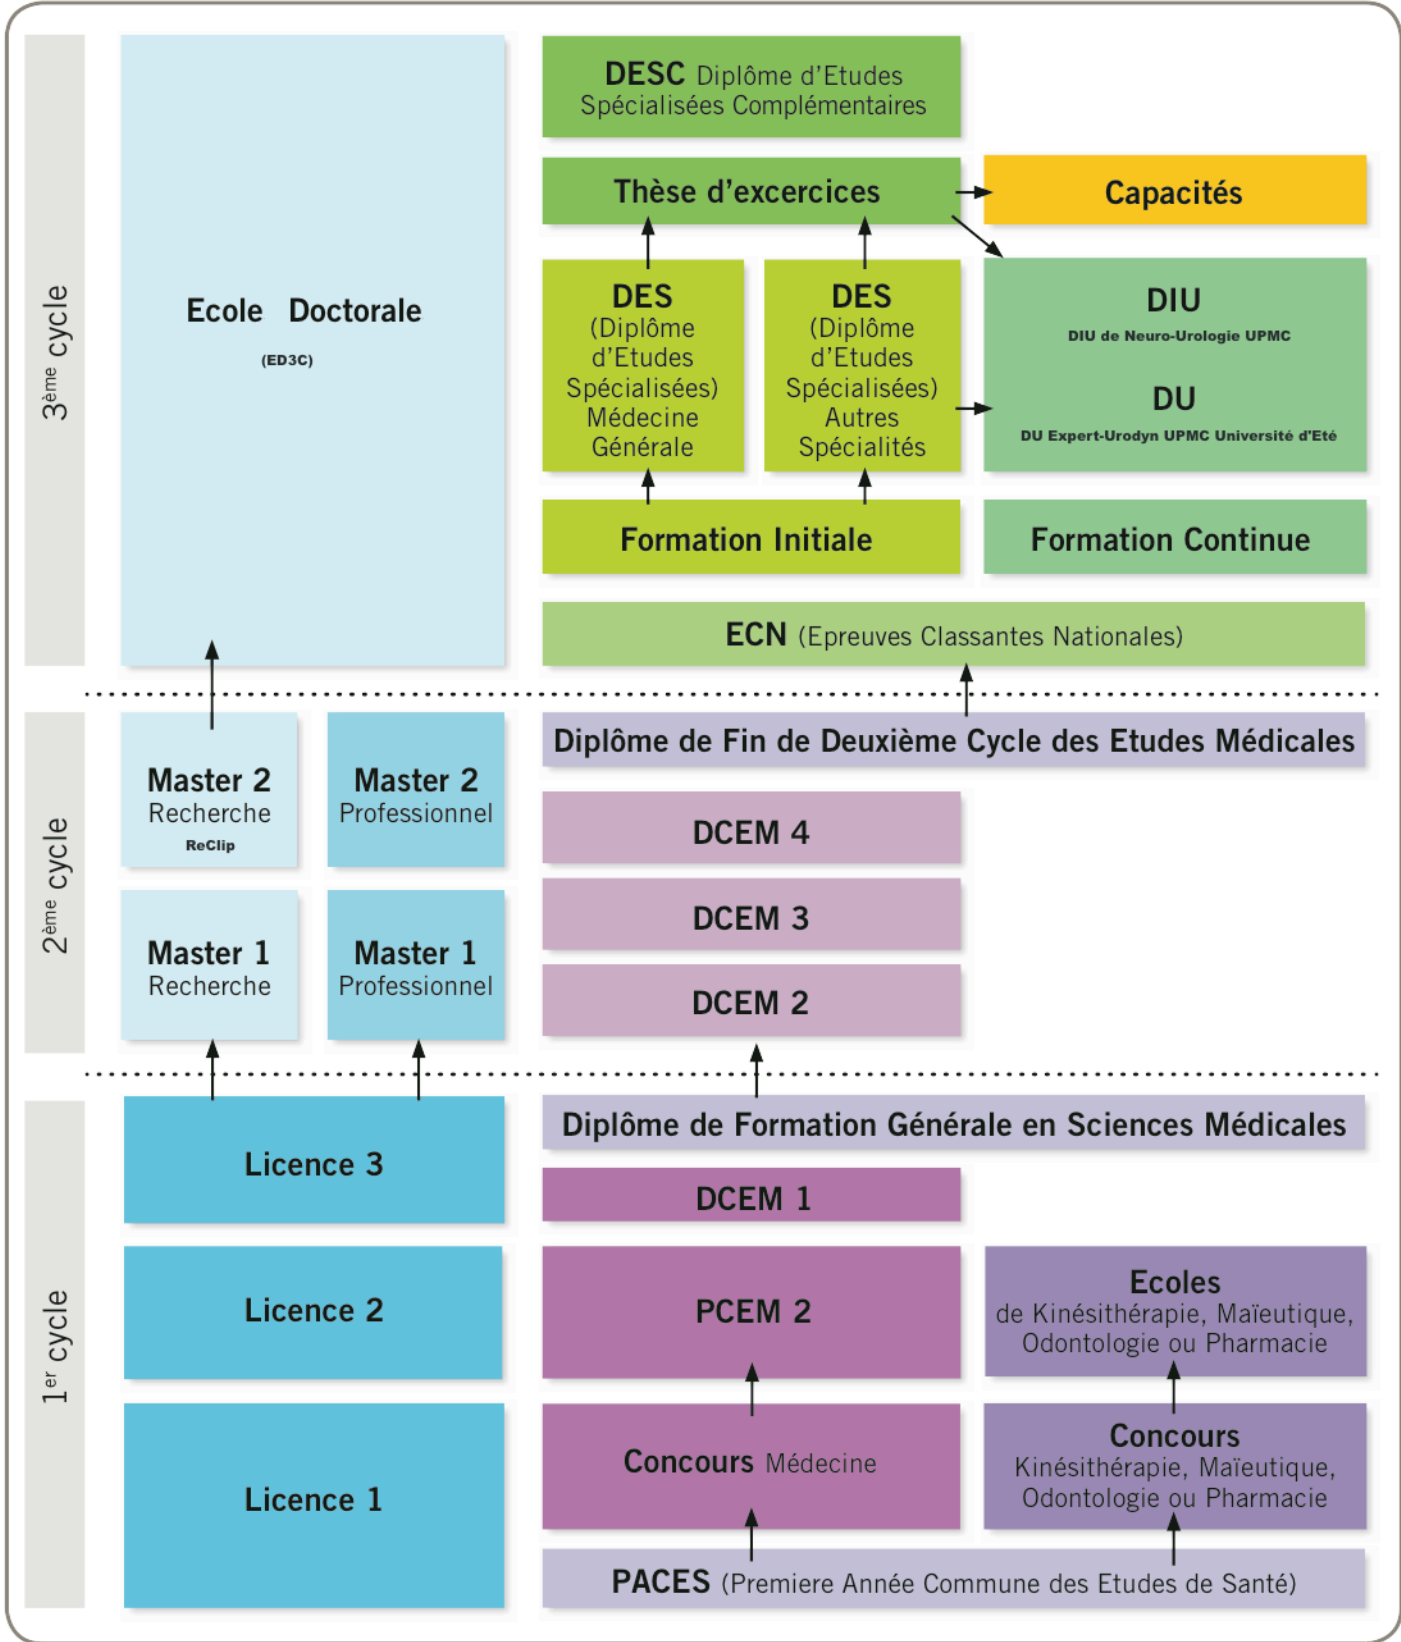 3ème cycle
Ecole Doctorale
(ED3C)
DESC Diplôme d'Etudes
Spécialisées Complémentaires
Thèse d'excercices
Capacités
DES
(Diplôme
d'Etudes
Spécialisées)
Médecine
Générale
DES
(Diplôme
d'Etudes
Spécialisées)
Autres
Spécialités
DIU
DIU de Neuro-Urologie UPMC
DU
DU Expert-Urodyn UPMC Université d'Eté
Formation Initiale
Formation Continue
ECN (Epreuves Classantes Nationales)
2ème cycle
Master 2
Recherche
ReClip
Master 2
Professionnel
Master 1
Recherche
Master 1
Professionnel
Diplôme de Fin de Deuxième Cycle des Etudes Médicales
DCEM 4
DCEM 3
DCEM 2
1er cycle
Licence 3
Licence 2
Licence 1
Diplôme de Formation Générale en Sciences Médicales
DCEM 1
PCEM 2
Ecoles
de Kinésithérapie, Maïeutique,
Odontologie ou Pharmacie
Concours Médecine
Concours
Kinésithérapie, Maïeutique,
Odontologie ou Pharmacie
PACES (Premiere Année Commune des Etudes de Santé)